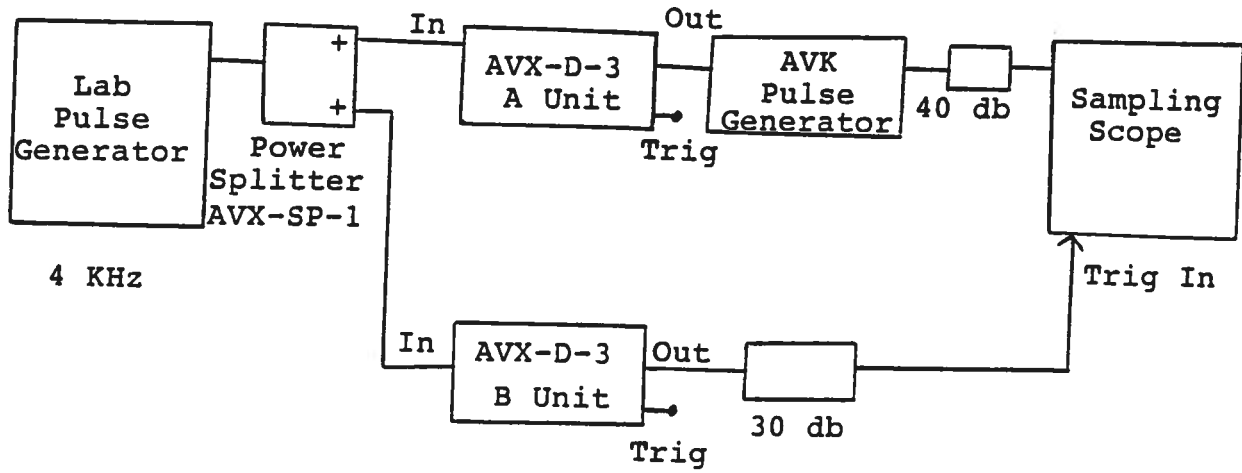 Lab
Pulse
Generator
4 KHz
+
+
Power
Splitter
AVX-SP-1
In
AVX-D-3
A Unit
Out
Trig
AVK
Pulse
Generator
40 db
Sampling
Scope
Trig In
In
AVX-D-3
B Unit
Out
Trig
30 db